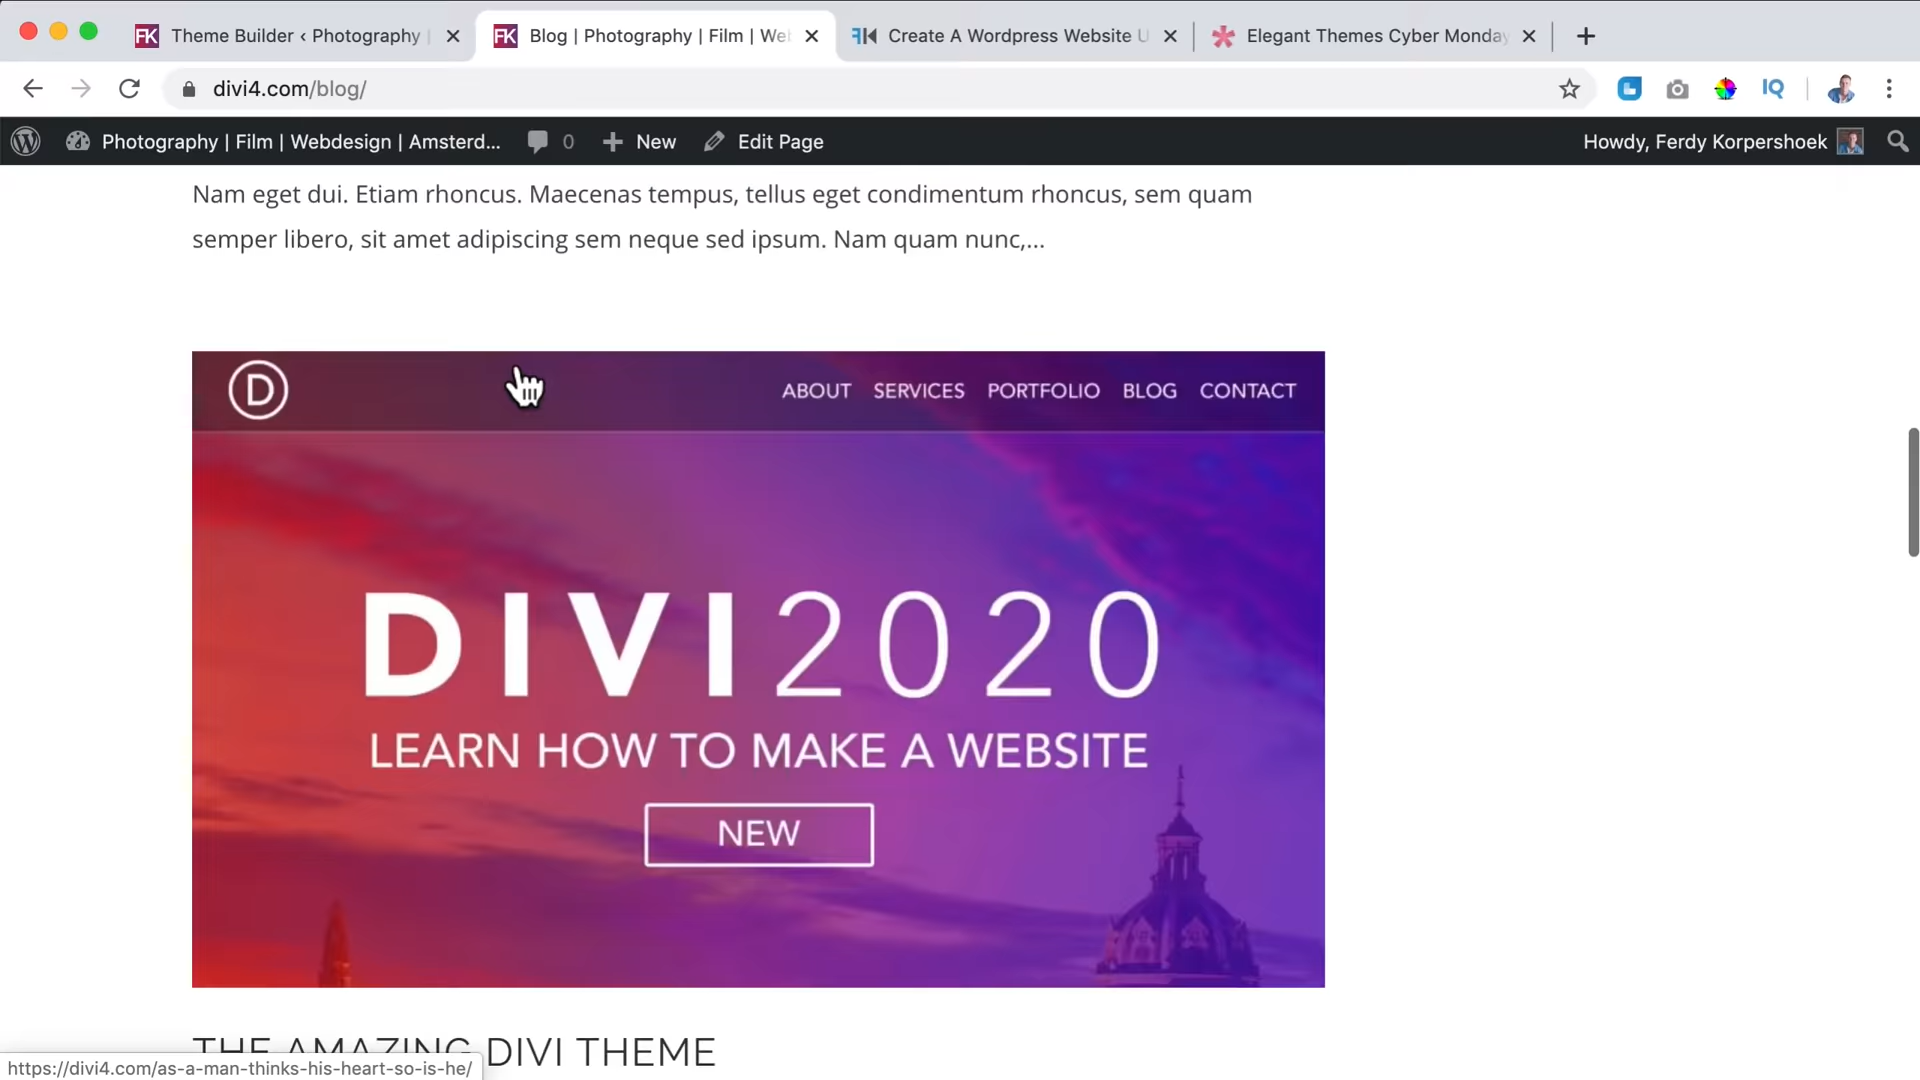 Theme Builder ‹ Photography |
Blog | Photography | Film | We
Create A Wordpress Website U
Elegant Themes Cyber Monday
divi4.com/blog/
Photography | Film | Webdesign | Amsterd...
0
New
Edit Page
Howdy, Ferdy Korpershoek
Nam eget dui. Etiam rhoncus. Maecenas tempus, tellus eget condimentum rhoncus, sem quam
semper libero, sit amet adipiscing sem neque sed ipsum. Nam quam nunc,...
D
ABOUT SERVICES PORTFOLIO BLOG CONTACT
DIVI2020
LEARN HOW TO MAKE A WEBSITE
NEW
THE AMAZING DIVI THEME
https://divi4.com/as-a-man-thinks-his-heart-so-is-he/